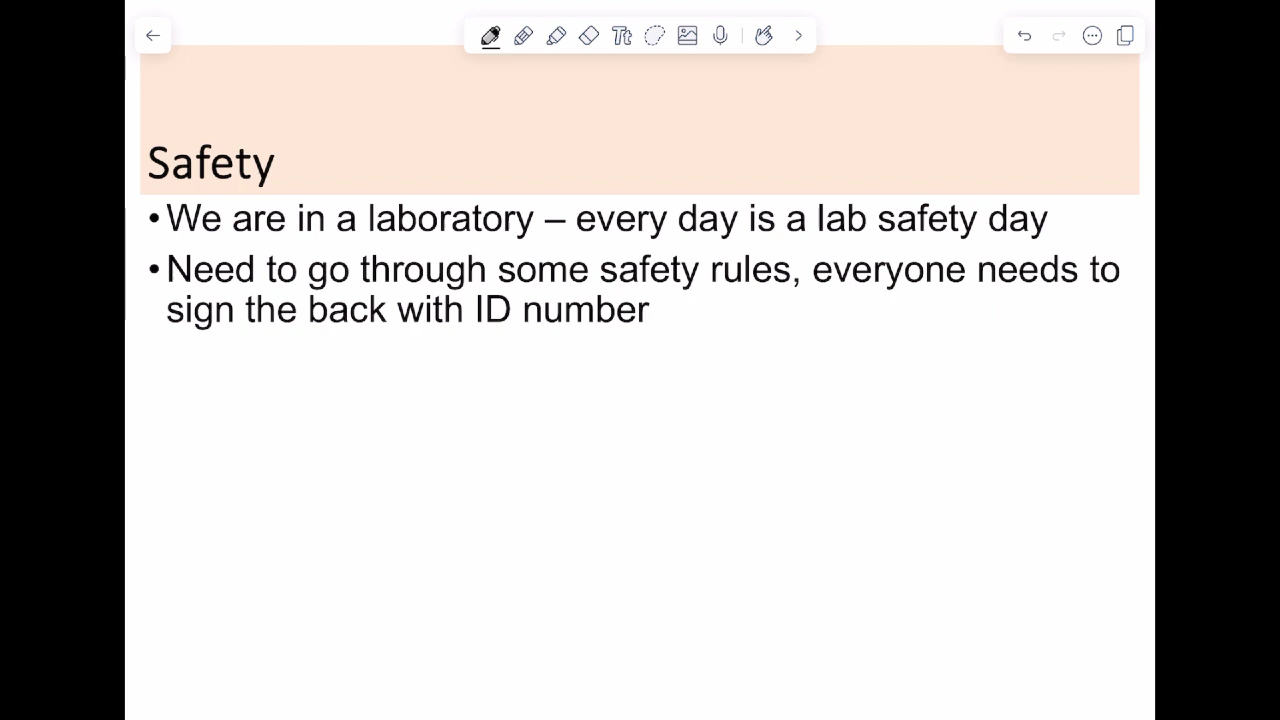 Tt
Safety
• We are in a laboratory – every day is a lab safety day
• Need to go through some safety rules, everyone needs to
sign the back with ID number